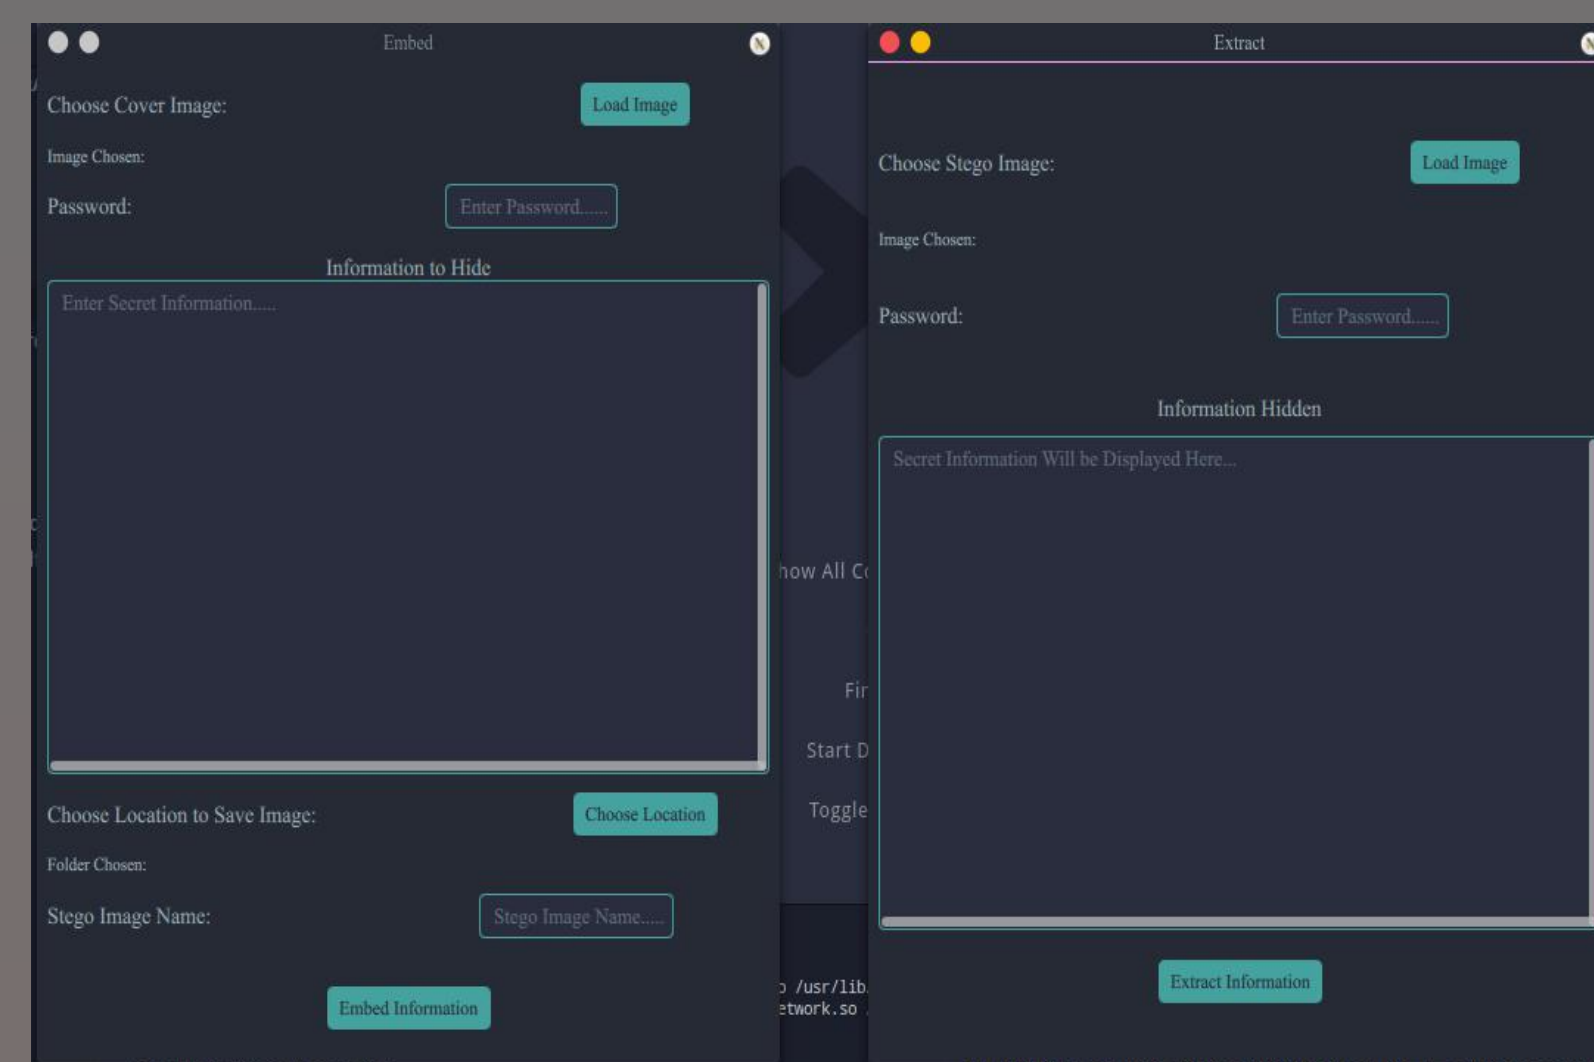 Embed
Choose Cover Image:
Load Image
Image Chosen:
Password:
Enter Password......
Information to Hide
Enter Secret Information.....
Choose Location to Save Image:
Choose Location
Folder Chosen:
Stego Image Name:
Stego Image Name.....
Embed Information
how All Co
Fin
Start D
Toggle
/usr/lib.
etwork.so
Extract
Choose Stego Image:
Load Image
Image Chosen:
Password:
Enter Password......
Information Hidden
Secret Information Will be Displayed Here...
Extract Information